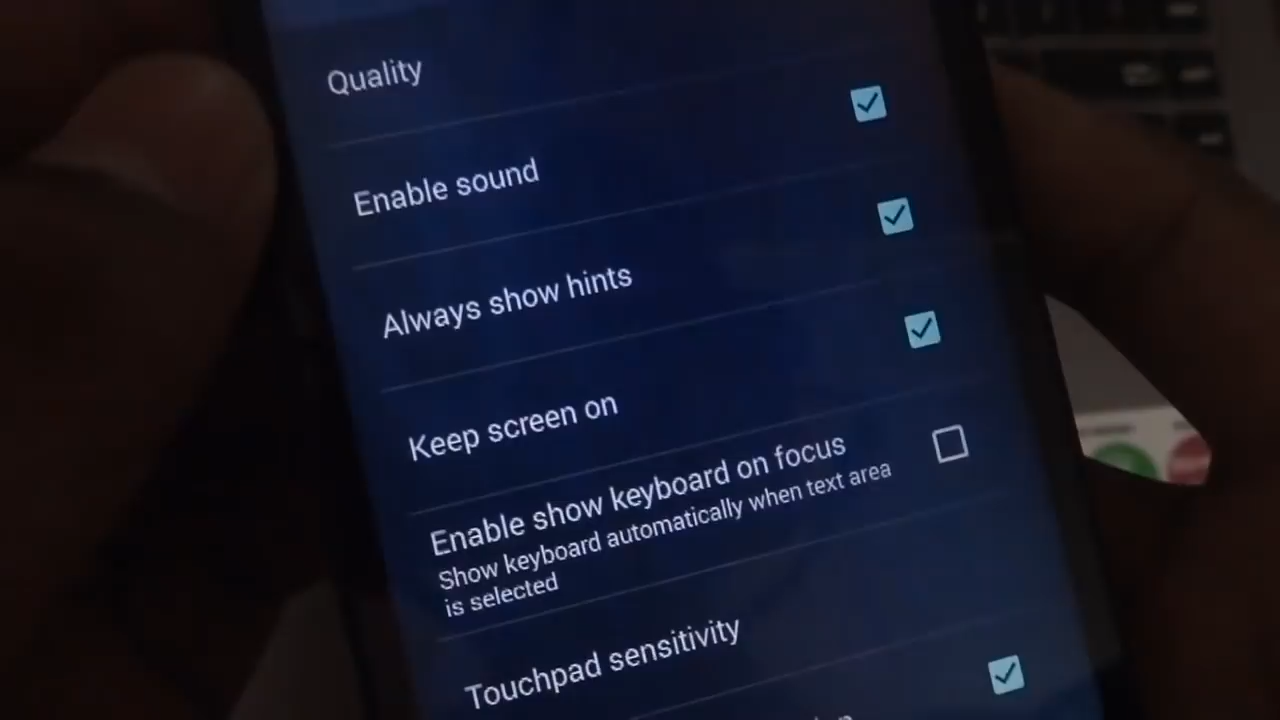 Quality
Enable sound
Always show hints
Keep screen on
Enable show keyboard on focus
Show keyboard automatically when text area
is selected
Touchpad sensitivity